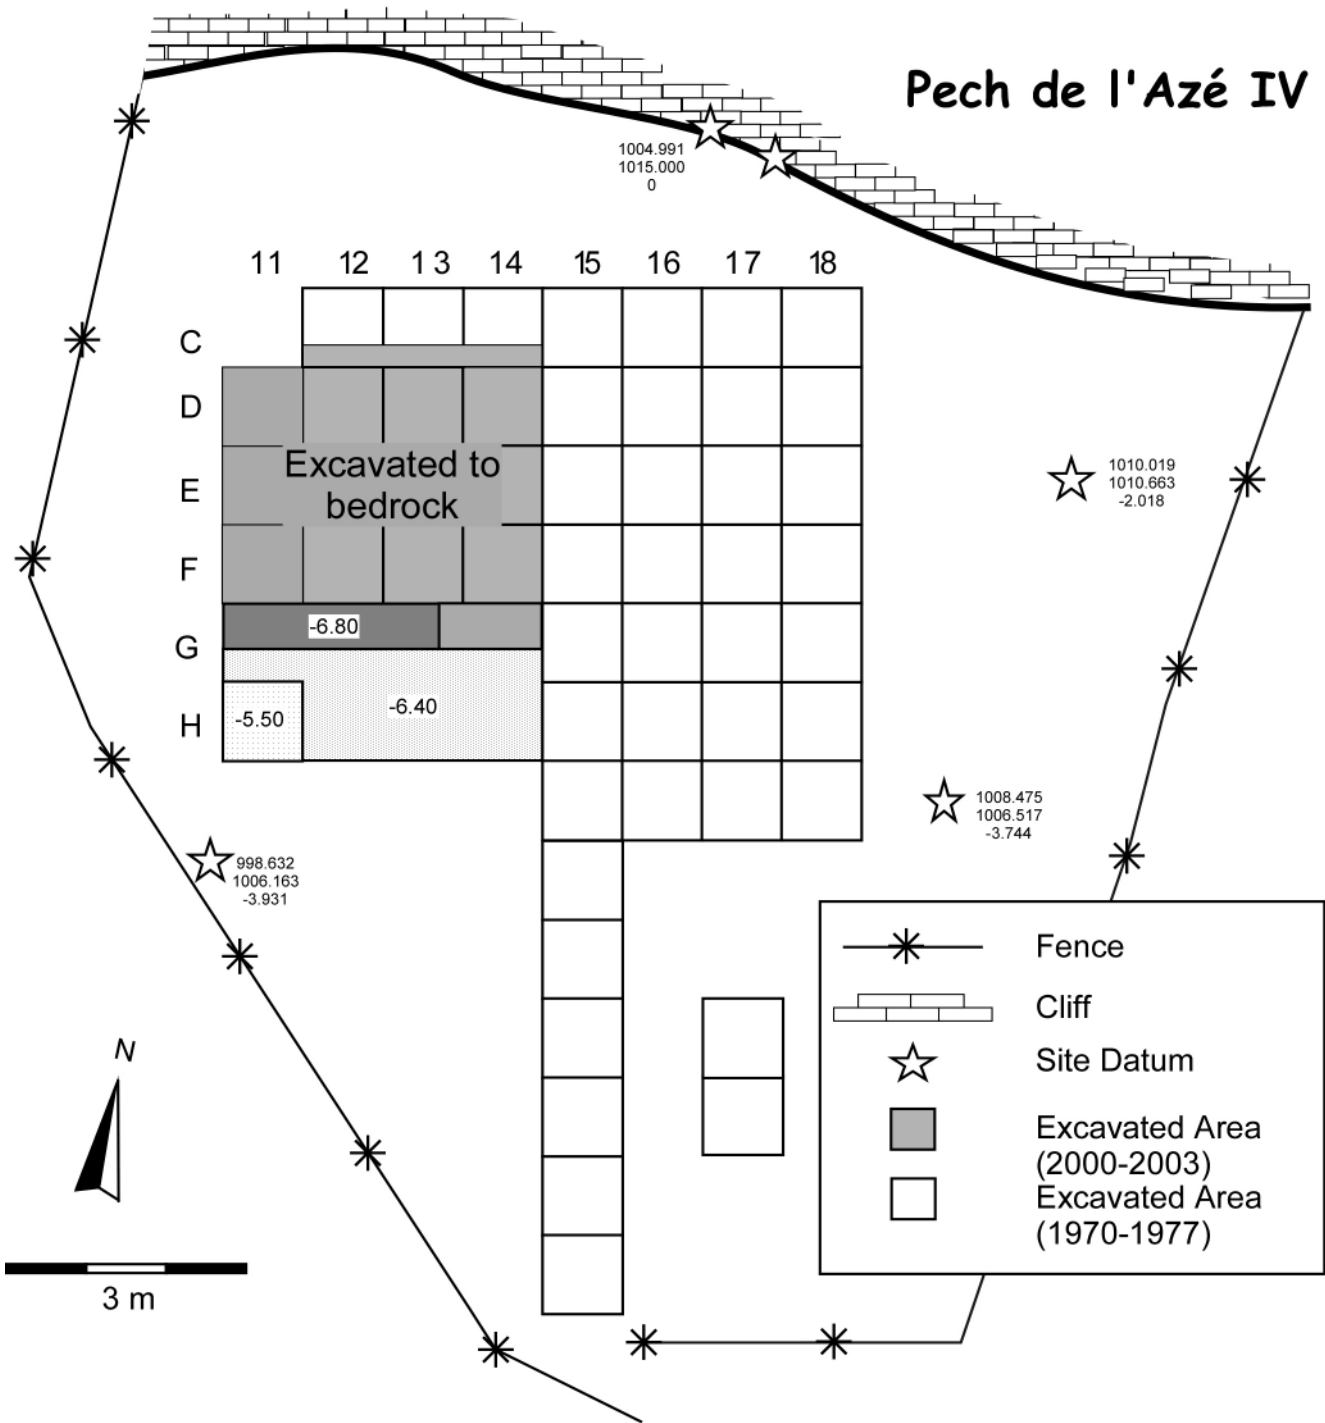 Pech de l'Azé IV
1004.991
1015.000
0
11 12 13 14 15 16 17 18
C
D
E
F
G
H
Excavated to
bedrock
1010.019
1010.663
-2.018
-6.80
-6.40
-5.50
1008.475
1006.517
-3.744
998.632
1006.163
-3.931
N
3 m
Fence
Cliff
Site Datum
Excavated Area
(2000-2003)
Excavated Area
(1970-1977)